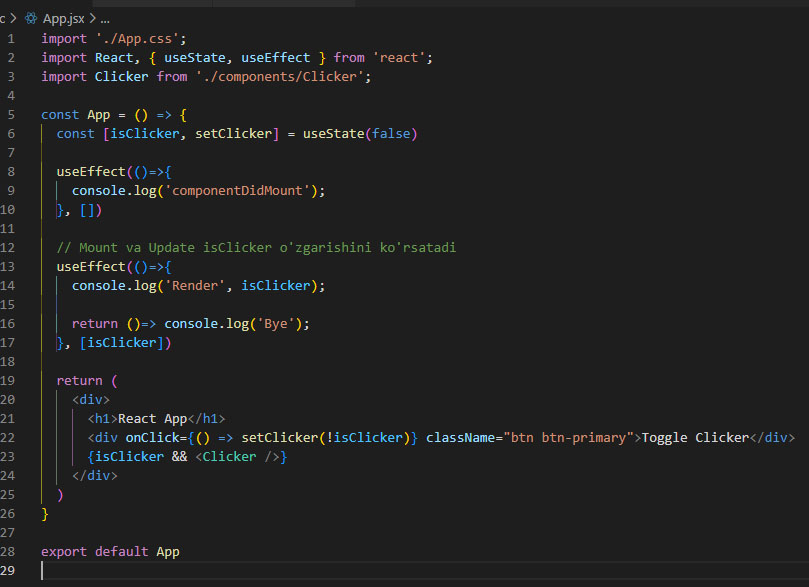 c > App.jsx > ...
1 import './App.css';
2 import React, { useState, useEffect } from 'react';
3 import Clicker from './components/Clicker';
4
5 const App = () => {
6   const [isClicker, setClicker] = useState(false)
7
8   useEffect(()=>{
9     console.log('componentDidMount');
10   }, [])
11
12   // Mount va Update isClicker o'zgarishini ko'rsatadi
13   useEffect(()=>{
14     console.log('Render', isClicker);
15
16     return ()=> console.log('Bye');
17   }, [isClicker])
18
19   return (
20     <div>
21       <h1>React App</h1>
22       <div onClick={() => setClicker(!isClicker)} className="btn btn-primary">Toggle Clicker</div>
23       {isClicker && <Clicker />}
24     </div>
25   )
26 }
27
28 export default App
29